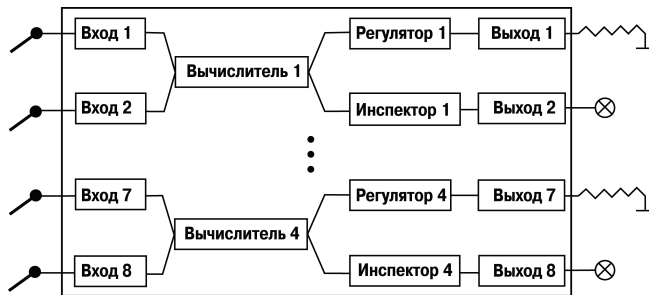 Вход 1
Регулятор 1
Выход 1
Вычислитель 1
Вход 2
Инспектор 1
Выход 2
Вход 7
Регулятор 4
Выход 7
Вычислитель 4
Вход 8
Инспектор 4
Выход 8